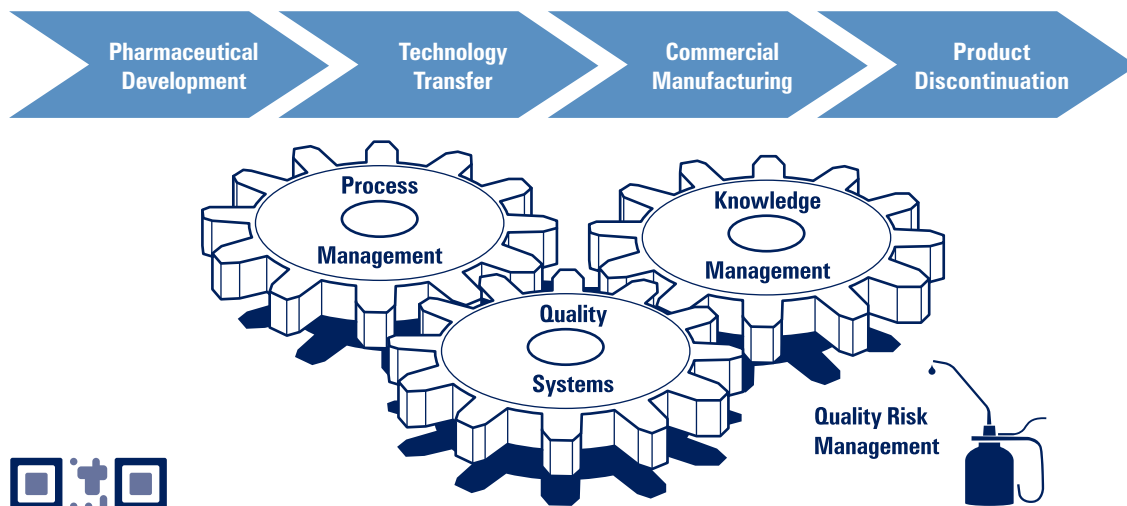 Pharmaceutical
Development
Technology
Transfer
Commercial
Manufacturing
Product
Discontinuation
Process
Management
Knowledge
Management
Quality
Systems
Quality Risk
Management